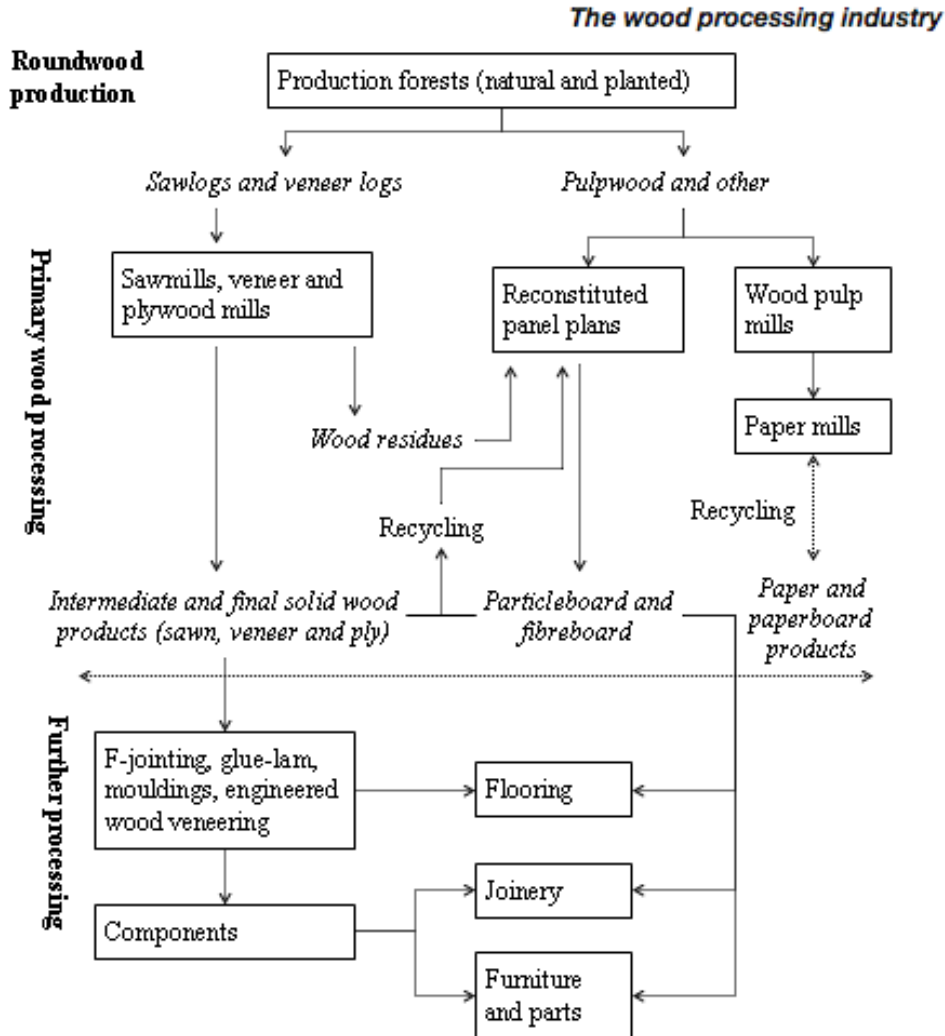 The wood processing industry
Roundwood
production
Production forests (natural and planted)
Sawlogs and veneer logs
Pulpwood and other
Primary wood processing
Sawmills, veneer and
plywood mills
Reconstituted
panel plans
Wood pulp
mills
Wood residues
Paper mills
Recycling
Recycling
Intermediate and final solid wood
products (sawn, veneer and ply)
Particleboard and
fibreboard
Paper and
paperboard
products
Further processing
F-jointing, glue-lam,
mouldings, engineered
wood veneering
Flooring
Joinery
Components
Furniture
and parts